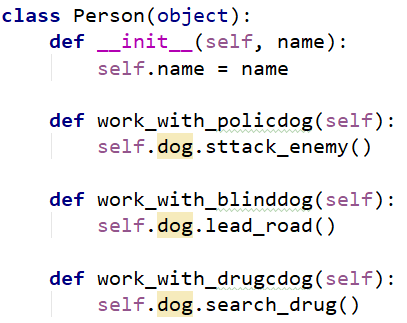 class Person(object):
    def __init__(self, name):
        self.name = name
    def work_with_policdog(self):
        self.dog.sttack_enemy()
    def work_with_blinddog(self):
        self.dog.lead_road()
    def work_with_drugcdog(self):
        self.dog.search_drug()